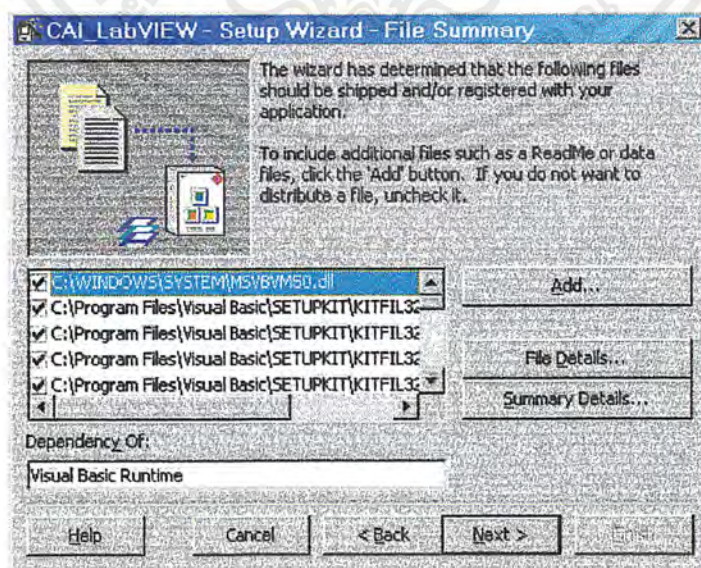 CAI_LabVIEW - Setup Wizard - File Summary
The wizard has determined that the following files
should be shipped and/or registered with your
application.
To include additional files such as a ReadMe or data
files, click the 'Add' button. If you do not want to
distribute a file, uncheck it.
C:\WINDOWS\SYSTEM\MSVBVM50.dll
C:\Program Files\Visual Basic\SETUPKIT\KITFIL32
C:\Program Files\Visual Basic\SETUPKIT\KITFIL32
C:\Program Files\Visual Basic\SETUPKIT\KITFIL32
C:\Program Files\Visual Basic\SETUPKIT\KITFIL32
Add...
File Details...
Summary Details...
Dependency Of:
Visual Basic Runtime
Help
Cancel
< Back
Next >
Finish